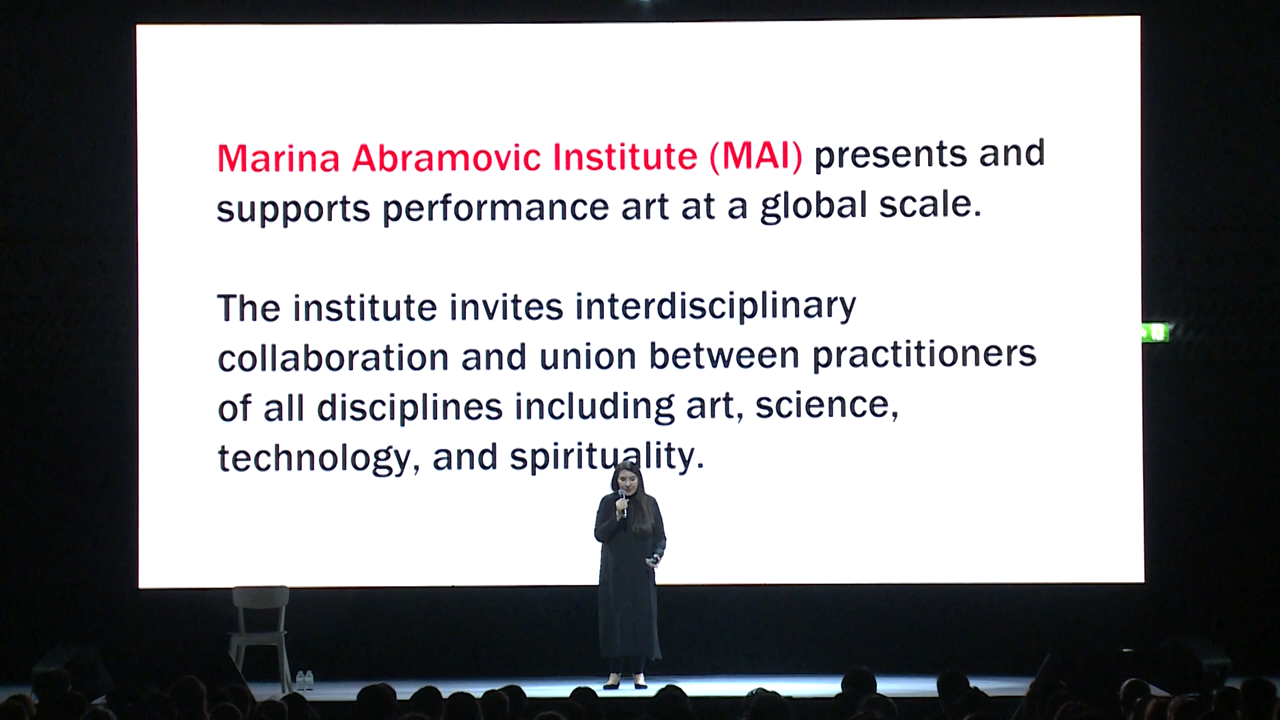 Marina Abramovic Institute (MAI) presents and
supports performance art at a global scale.
The institute invites interdisciplinary
collaboration and union between practitioners
of all disciplines including art, science,
technology, and spirituality.